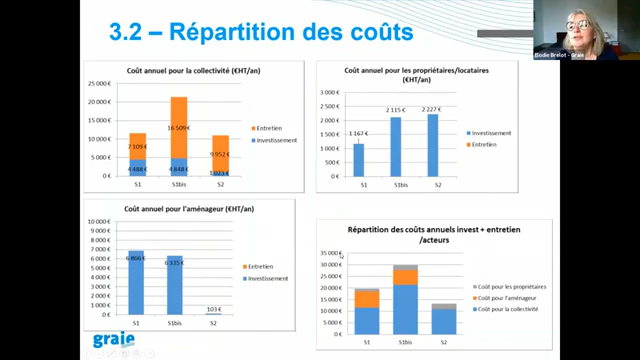 3.2 – Répartition des coûts
Elodie Brelot - Graie
Coût annuel pour la collectivité (€HT/an)
25 000 €
20 000 €
15 000 €
10 000 €
5 000 €
0 €
7 109 €
4 488 €
16 509 €
4 848 €
9 952 €
S1
S1bis
S2
Entretien
Investissement
Coût annuel pour les propriétaires/locataires
(€HT/an)
3 000 €
2 500 €
2 000 €
1 500 €
1 000 €
500 €
0 €
1 167 €
2 115 €
2 227 €
S1
S1bis
S2
Investissement
Entretien
Coût annuel pour l'aménageur (€HT/an)
10 000 €
9 000 €
8 000 €
7 000 €
6 000 €
5 000 €
4 000 €
3 000 €
2 000 €
1 000 €
0 €
6 866 €
6 335 €
103 €
S1
S1bis
S2
Entretien
Investissement
Répartition des coûts annuels invest + entretien
/acteurs
35 000 €
30 000 €
25 000 €
20 000 €
15 000 €
10 000 €
5 000 €
0 €
S1
S1bis
S2
Coût pour les propriétaires
Coût pour l'aménageur
Coût pour la collectivité
graie